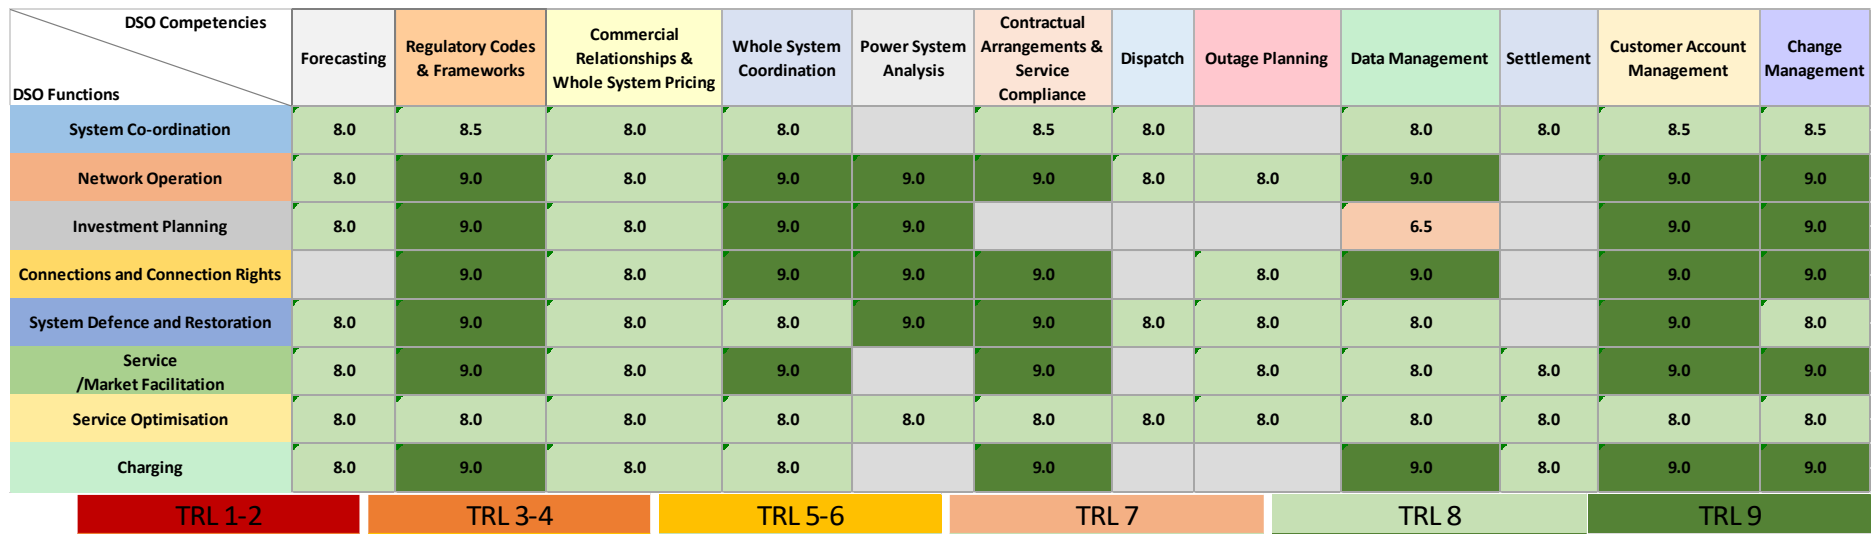 DSO Competencies
DSO Functions
Forecasting
Regulatory Codes
& Frameworks
Commercial
Relationships &
Whole System Pricing
Whole System
Coordination
Power System
Analysis
Contractual
Arrangements &
Service
Compliance
Dispatch
Outage Planning
Data Management
Settlement
Customer Account
Management
Change
Management
System Co-ordination 8.0 8.5 8.0 8.0 8.5 8.0 8.0 8.0 8.5 8.5
Network Operation 8.0 9.0 8.0 9.0 9.0 9.0 8.0 8.0 9.0 9.0 9.0
Investment Planning 8.0 9.0 8.0 9.0 9.0 6.5 9.0 9.0
Connections and Connection Rights 9.0 8.0 9.0 9.0 9.0 8.0 9.0 9.0 9.0
System Defence and Restoration 8.0 9.0 8.0 8.0 9.0 9.0 8.0 8.0 8.0 9.0 8.0
Service
/Market Facilitation 8.0 9.0 8.0 9.0 9.0 8.0 8.0 8.0 9.0 9.0
Service Optimisation 8.0 8.0 8.0 8.0 8.0 8.0 8.0 8.0 8.0 8.0 8.0 8.0
Charging 8.0 9.0 8.0 8.0 9.0 9.0 8.0 9.0 9.0
TRL 1-2 TRL 3-4 TRL 5-6 TRL 7 TRL 8 TRL 9